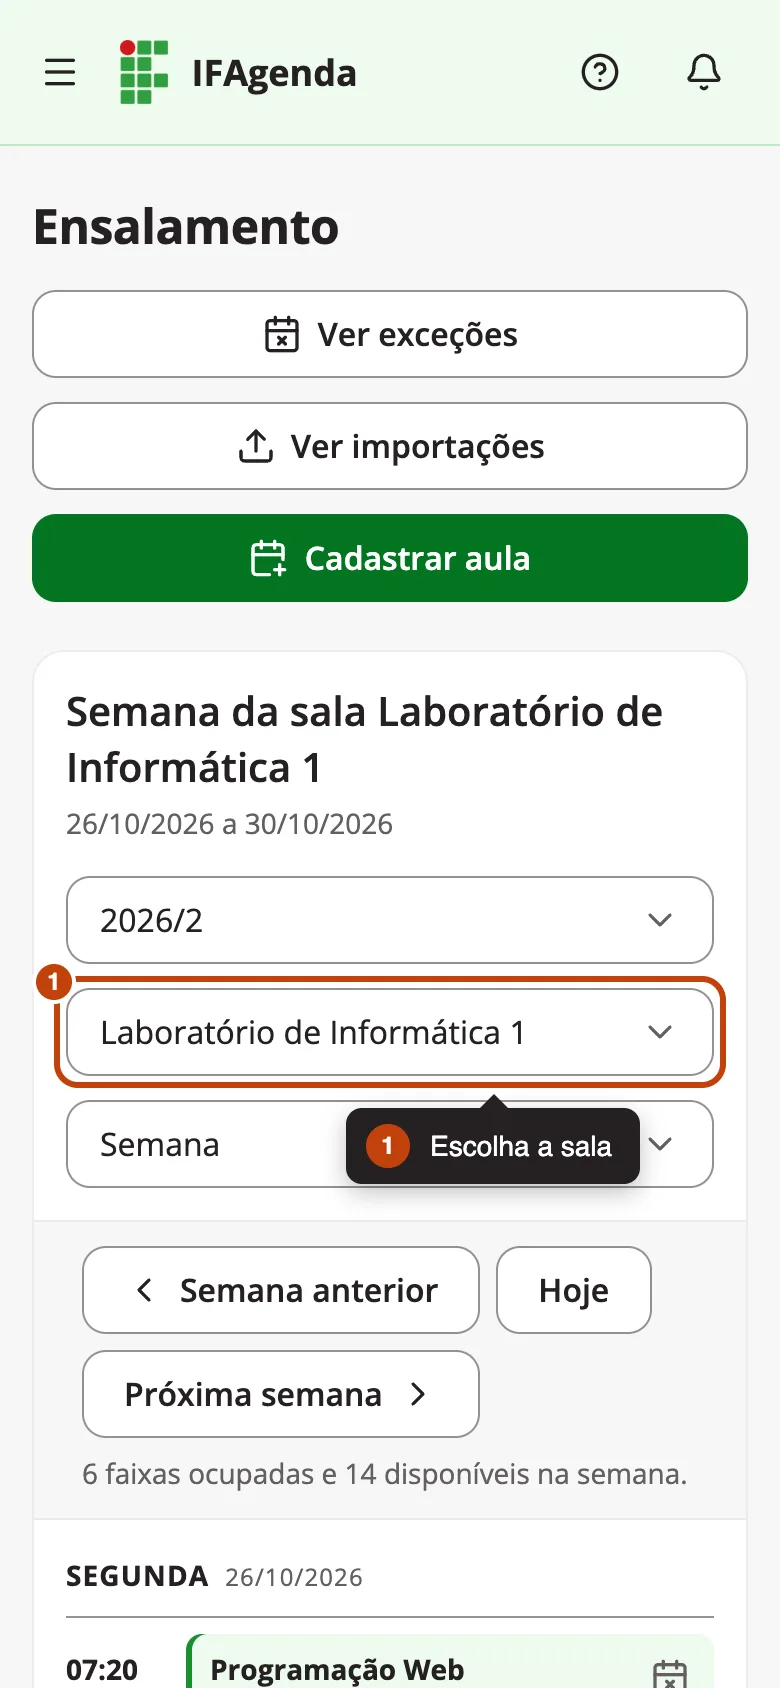 IFAgenda
Ensalamento
Ver exceções
Ver importações
Cadastrar aula
Semana da sala Laboratório de
Informática 1
26/10/2026 a 30/10/2026
2026/2
1
Laboratório de Informática 1
Semana
1 Escolha a sala
Semana anterior
Hoje
Próxima semana
6 faixas ocupadas e 14 disponíveis na semana.
SEGUNDA 26/10/2026
07:20 Programação Web